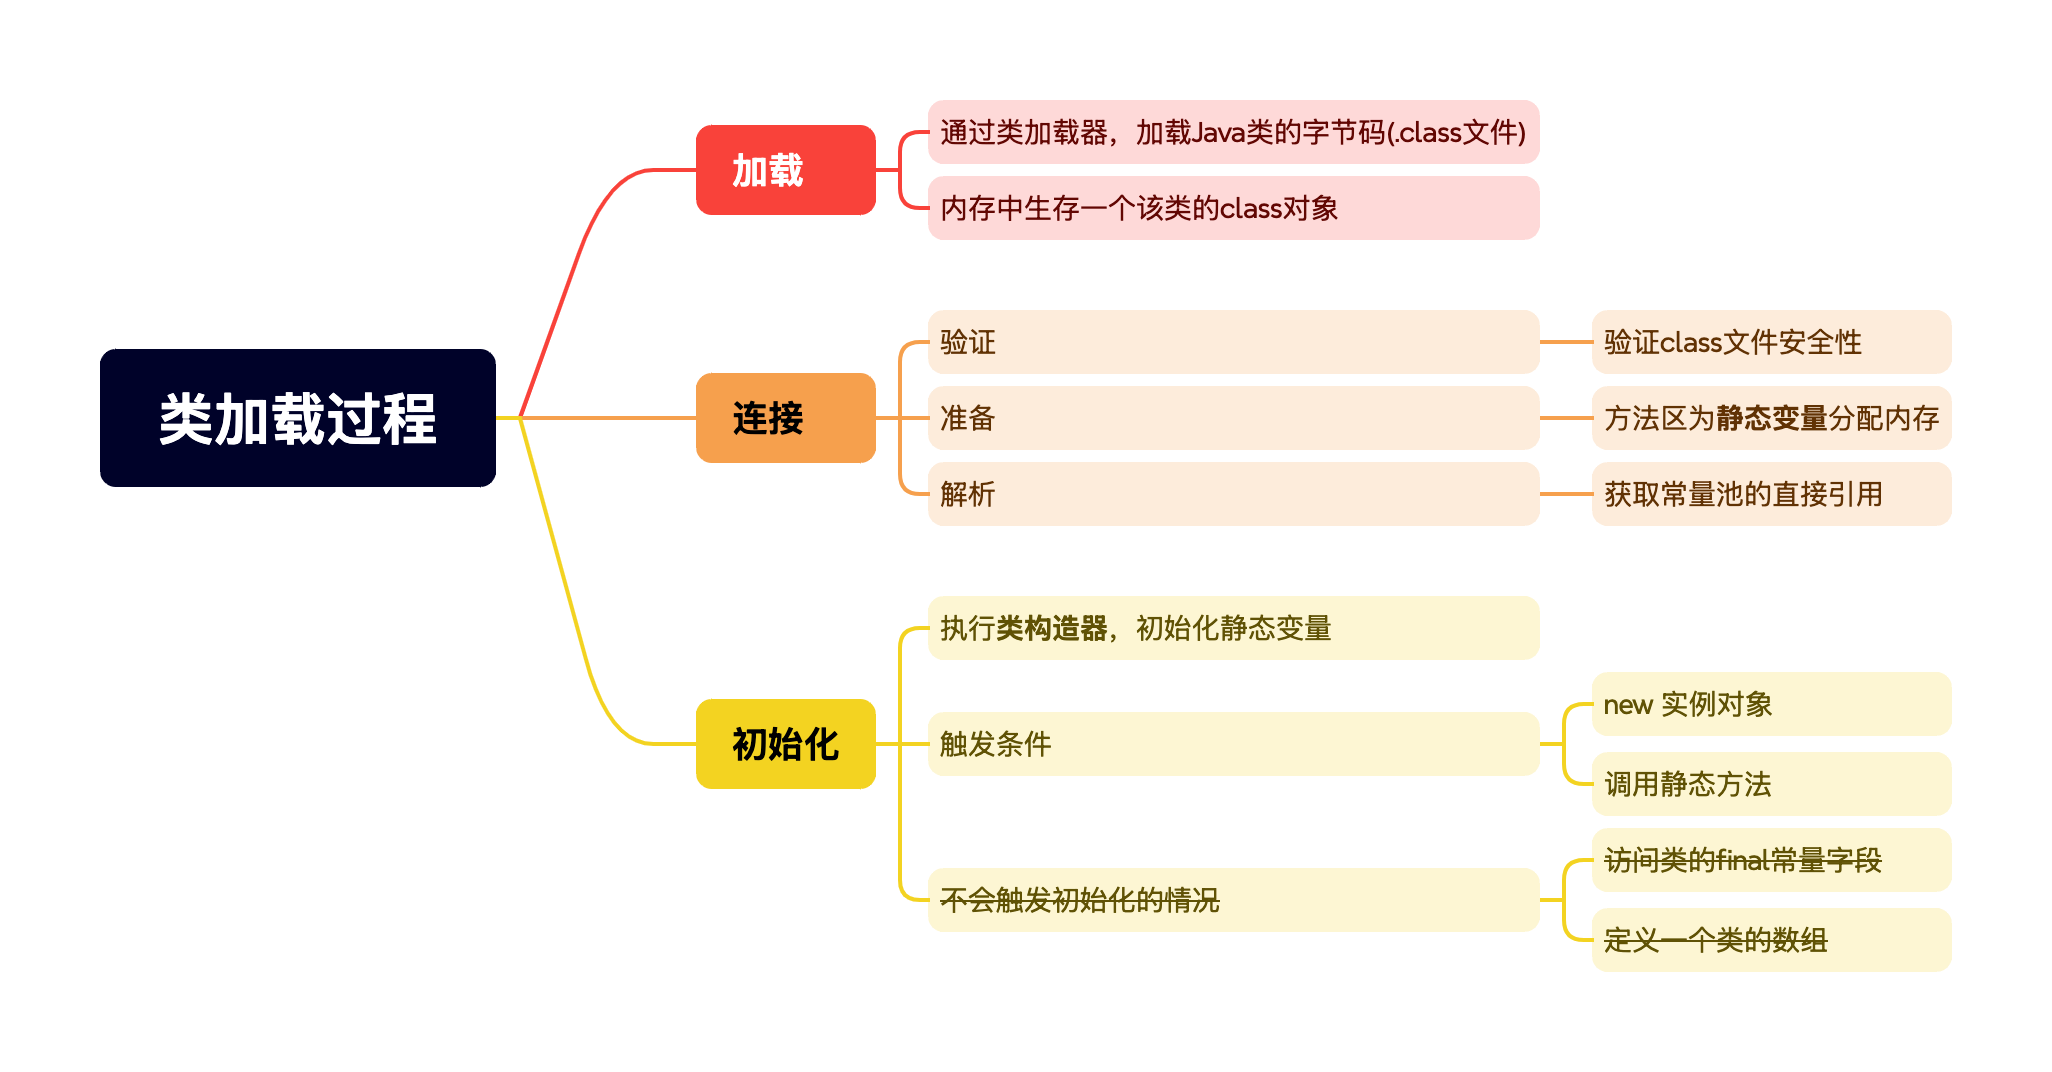 类加载过程
加载
通过类加载器，加载Java类的字节码(.class文件)
内存中生存一个该类的class对象
连接
验证
验证class文件安全性
准备
方法区为静态变量分配内存
解析
获取常量池的直接引用
初始化
执行类构造器，初始化静态变量
触发条件
new 实例对象
调用静态方法
不会触发初始化的情况
访问类的final常量字段
定义一个类的数组